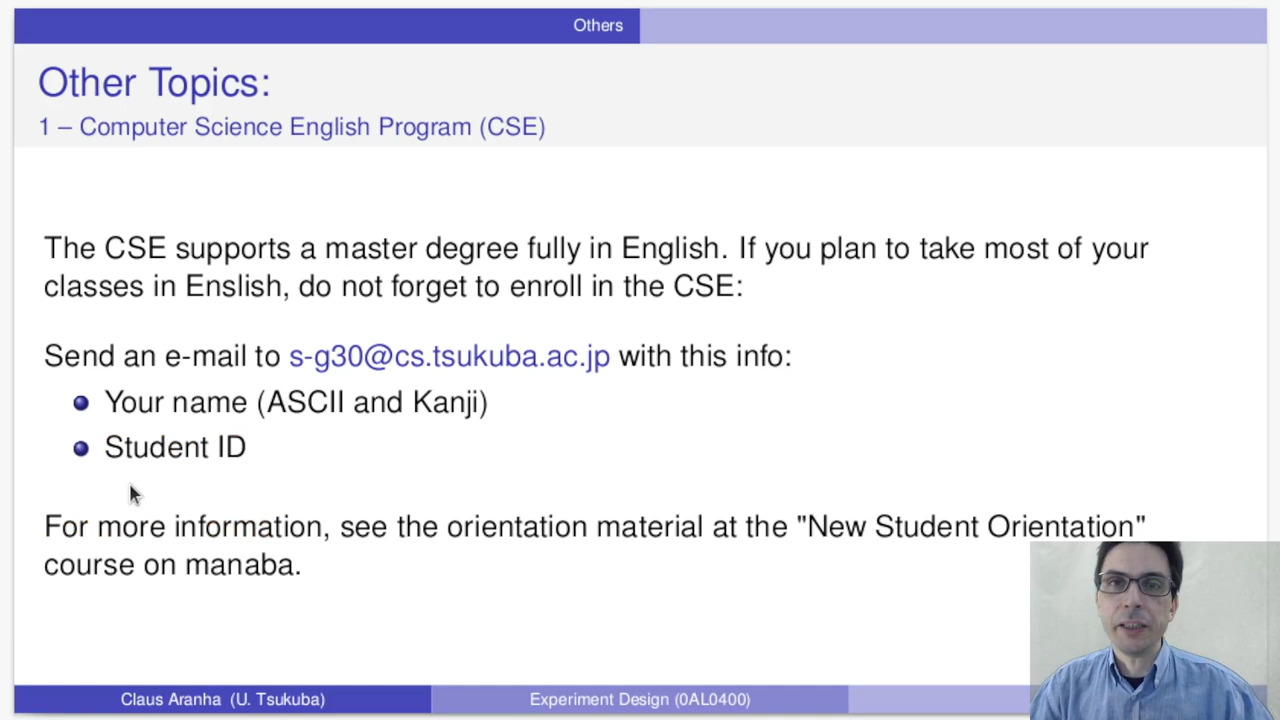 Others
Other Topics:
1 – Computer Science English Program (CSE)
The CSE supports a master degree fully in English. If you plan to take most of your
classes in Enslish, do not forget to enroll in the CSE:
Send an e-mail to s-g30@cs.tsukuba.ac.jp with this info:
Your name (ASCII and Kanji)
Student ID
For more information, see the orientation material at the "New Student Orientation"
course on manaba.
Claus Aranha (U. Tsukuba)
Experiment Design (0AL0400)